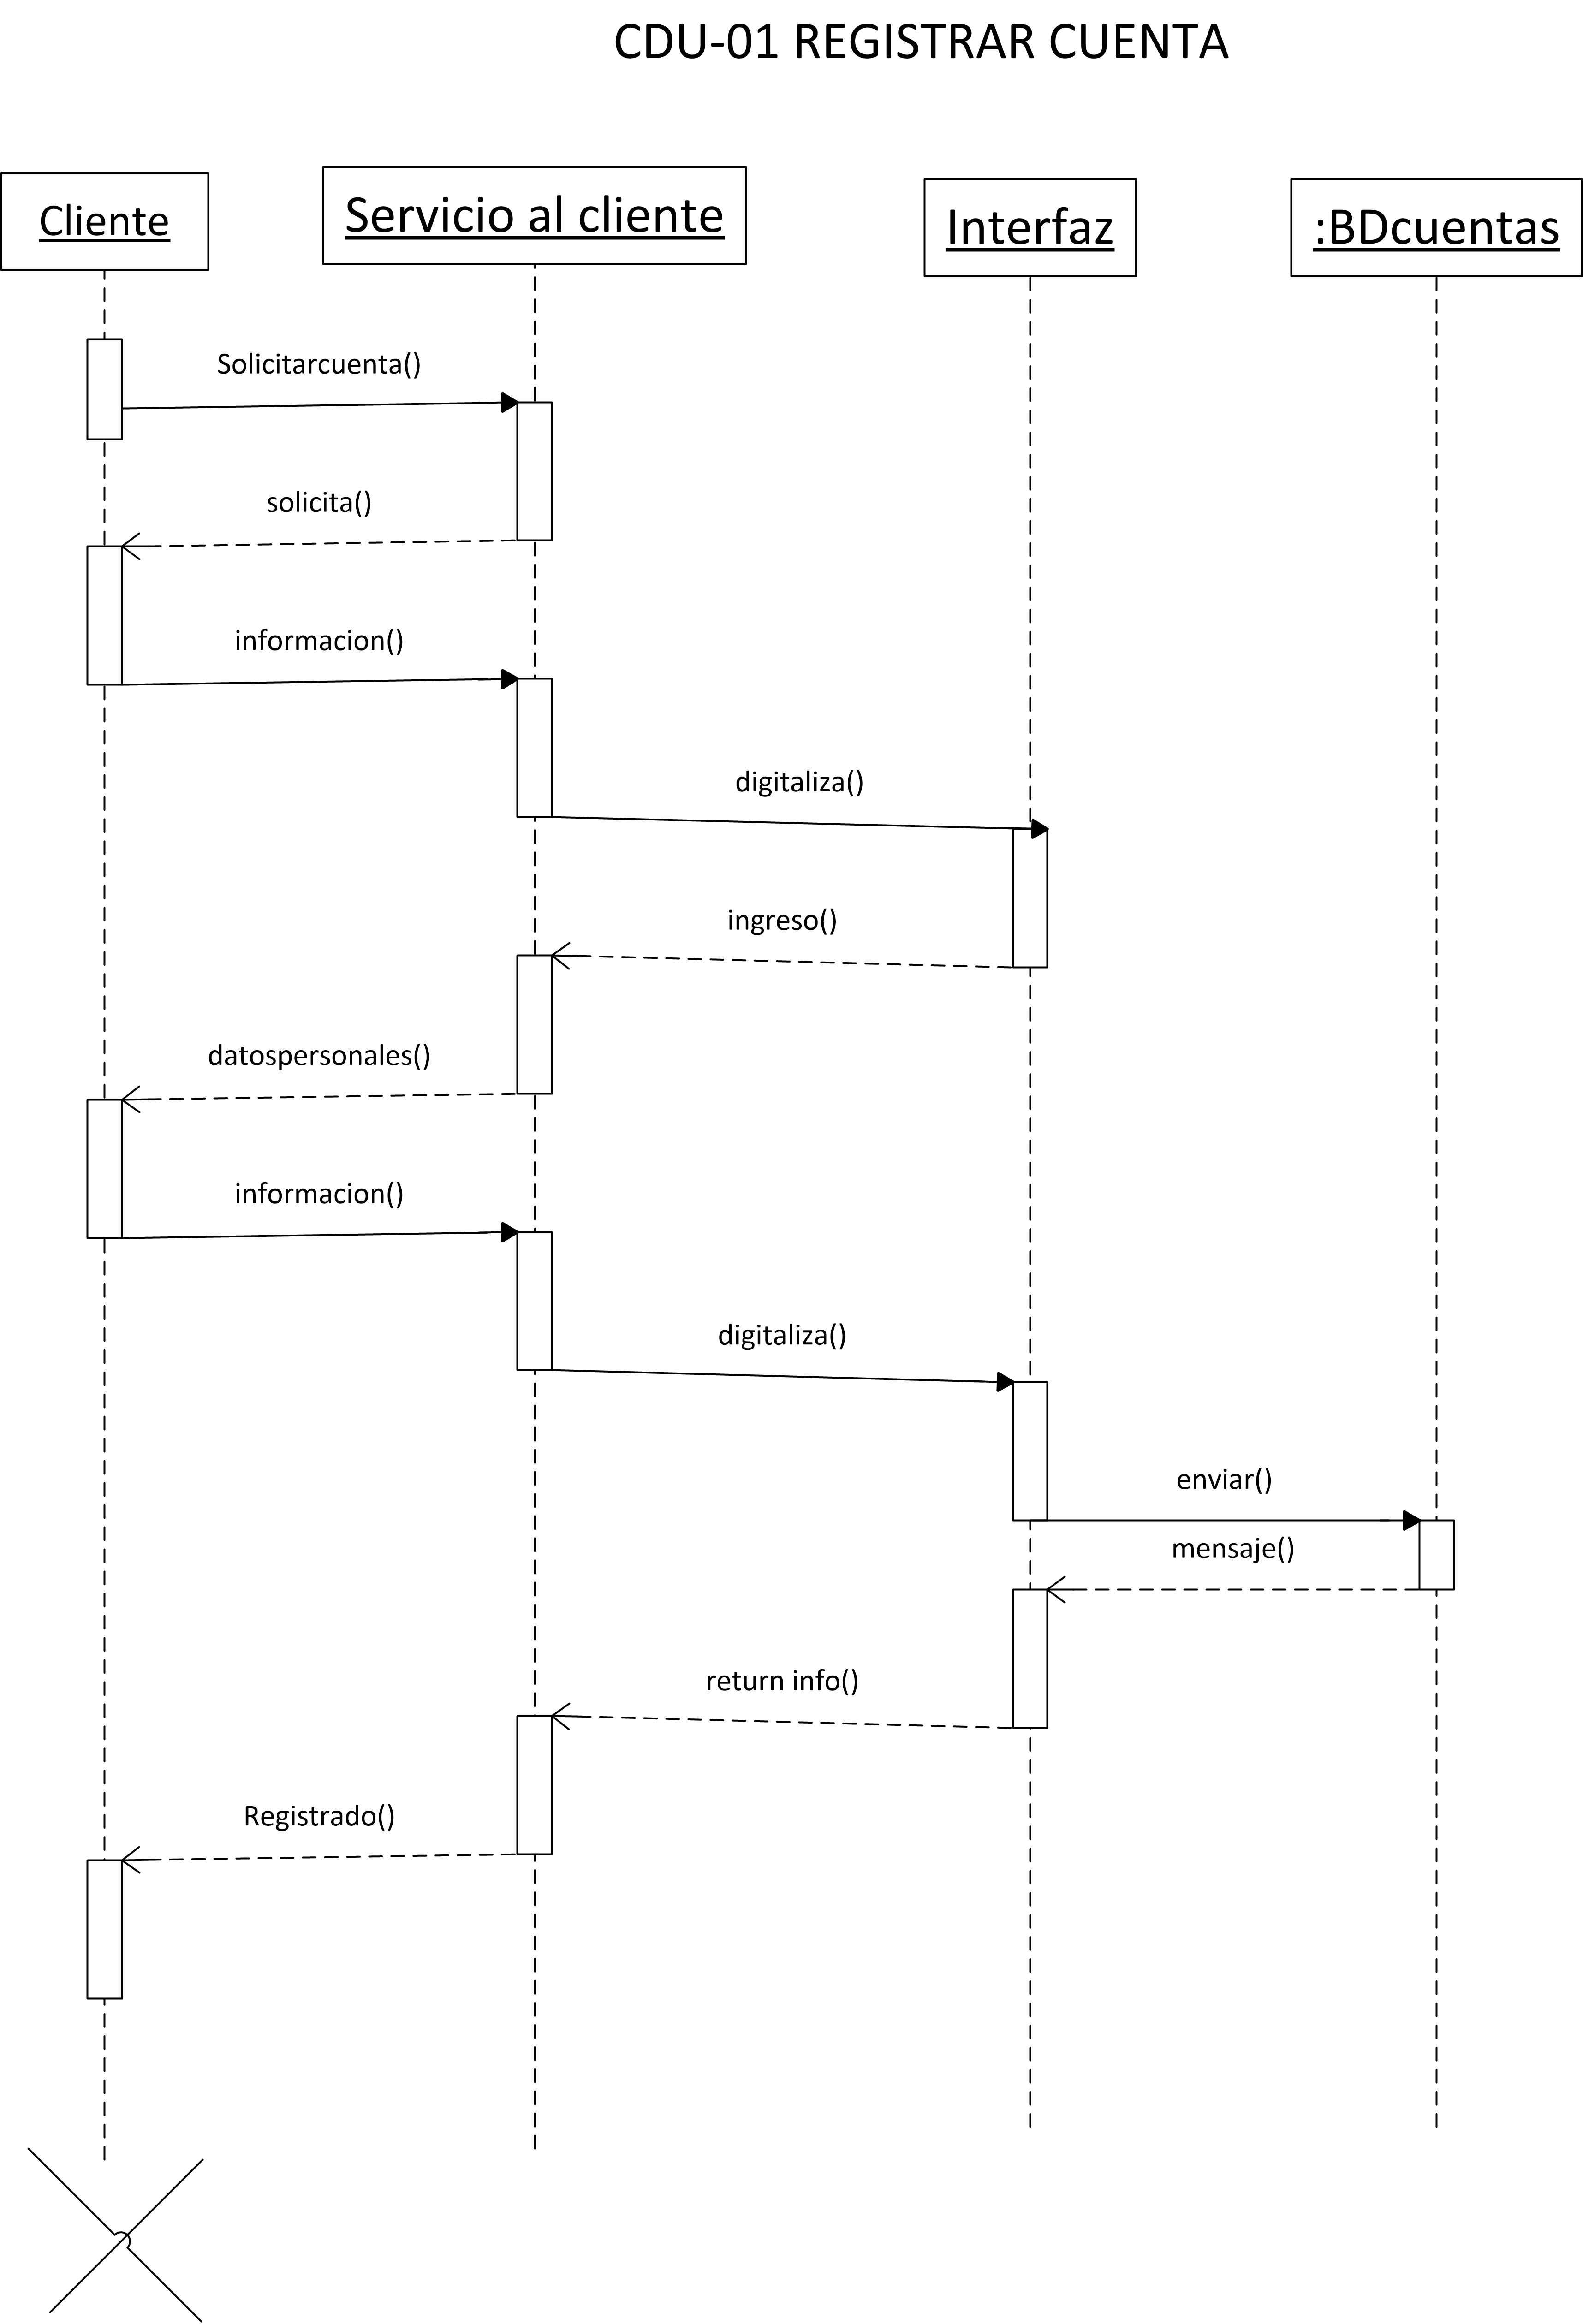 CDU-01 REGISTRAR CUENTA
Cliente
Servicio al cliente
Interfaz
:BDcuentas
Solicitarcuenta()
solicita()
informacion()
digitaliza()
ingreso()
datospersonales()
informacion()
digitaliza()
enviar()
mensaje()
return info()
Registrado()